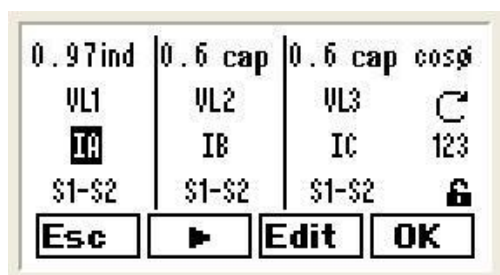 0.97ind 0.6 cap 0.6 cap cosø
VL1 VL2 VL3
IA IB IC 123
S1-S2 S1-S2 S1-S2
Esc Edit OK